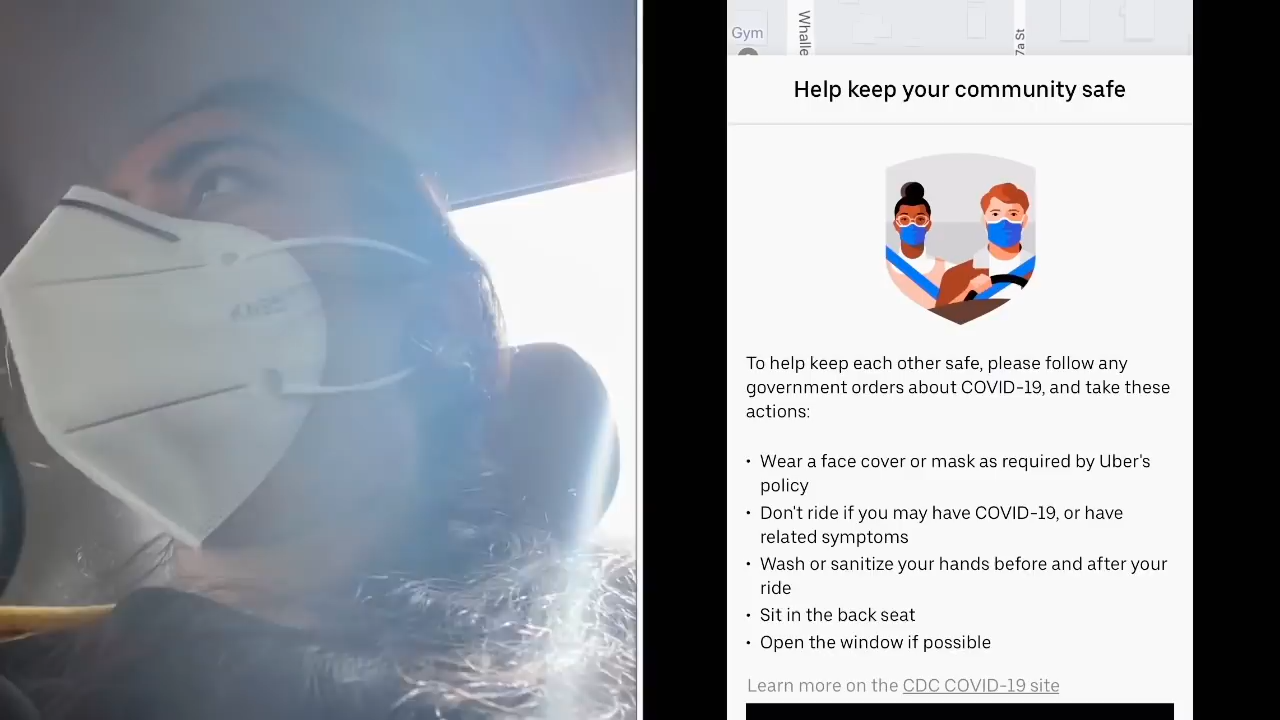 Gym
Whalle
7a St
Help keep your community safe
To help keep each other safe, please follow any
government orders about COVID-19, and take these
actions:
• Wear a face cover or mask as required by Uber's
policy
• Don't ride if you may have COVID-19, or have
related symptoms
• Wash or sanitize your hands before and after your
ride
• Sit in the back seat
• Open the window if possible
Learn more on the CDC COVID-19 site